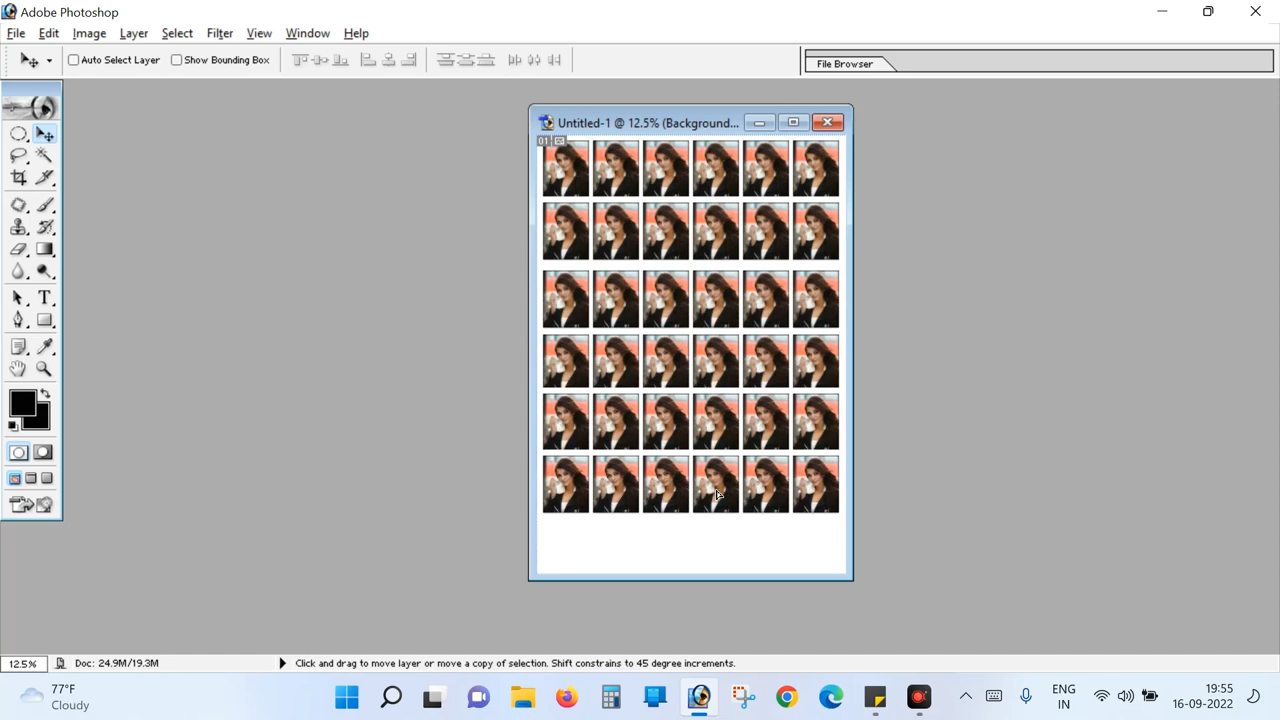 Adobe Photoshop
File Edit Image Layer Select Filter View Window Help
Auto Select Layer Show Bounding Box File Browser
Untitled-1 @ 12.5% (Background...
01
12.5% Doc: 24.9M/19.3M Click and drag to move layer or move a copy of selection. Shift constrains to 45 degree increments.
77°F
Cloudy
ENG
IN
19:55
16-09-2022